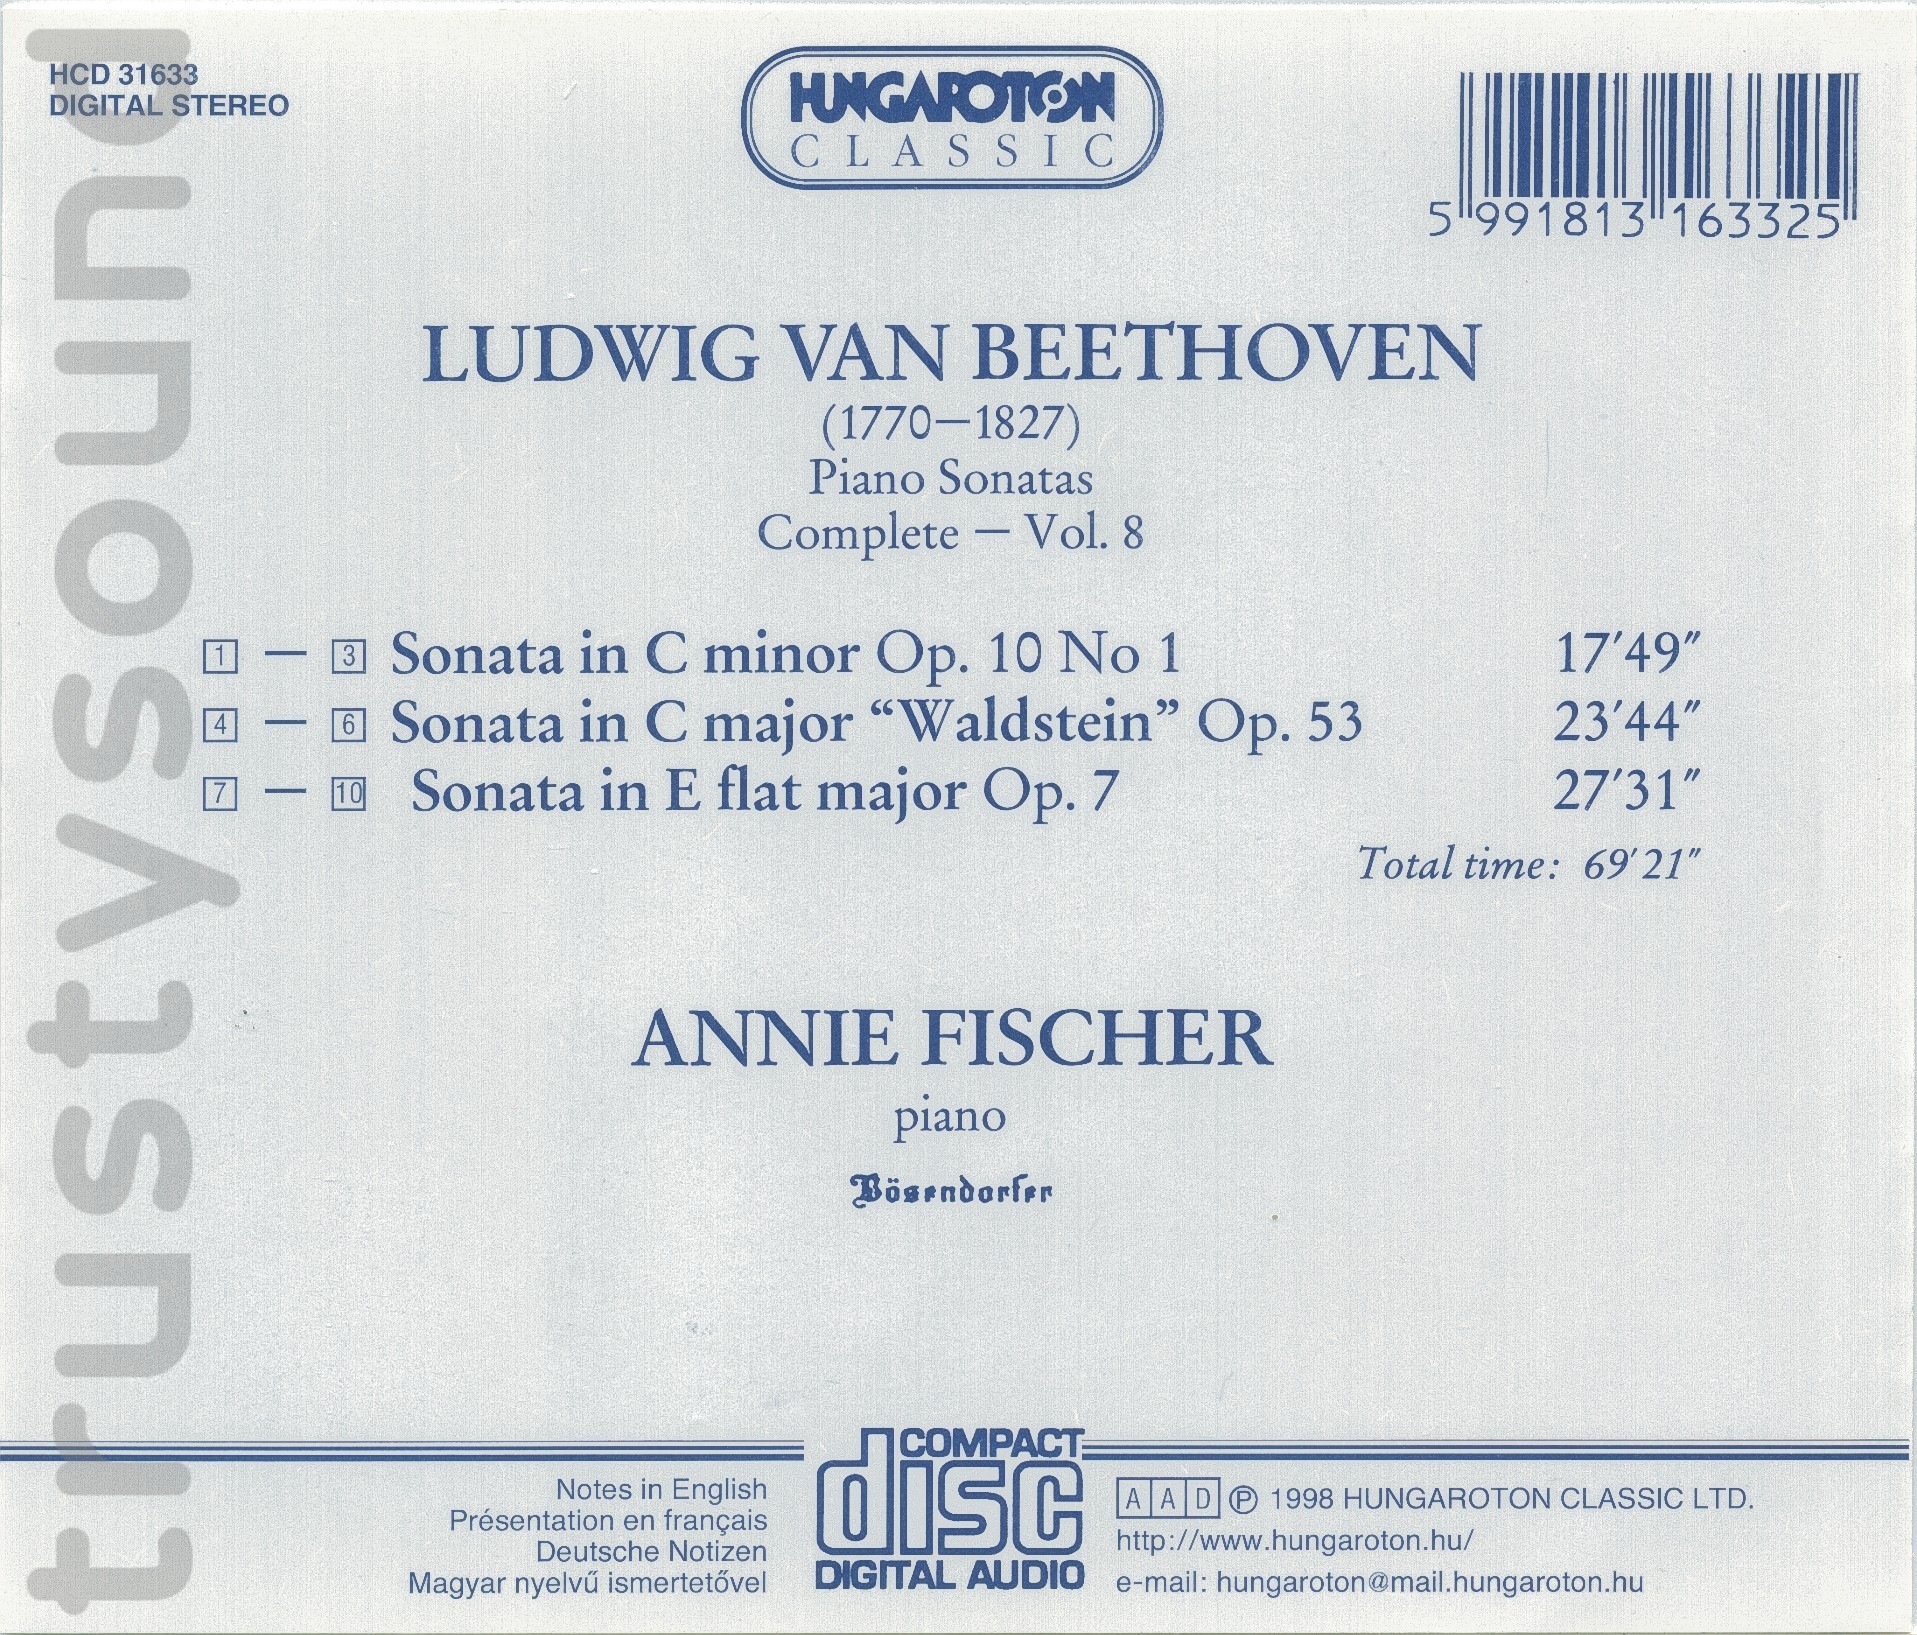 HCD 31633
DIGITAL STEREO
HUNGAROTON
CLASSIC
5 991813 163325
LUDWIG VAN BEETHOVEN
(1770—1827)
Piano Sonatas
Complete — Vol. 8
1 — 3 Sonata in C minor Op. 10 No 1 17′49″
4 — 6 Sonata in C major “Waldstein” Op. 53 23′44″
7 — 10 Sonata in E flat major Op. 7 27′31″
Total time: 69′21″
ANNIE FISCHER
piano
Bösendorfer
Notes in English
Présentation en français
Deutsche Notizen
Magyar nyelvű ismertetővel
COMPACT
disc
DIGITAL AUDIO
AAD ℗ 1998 HUNGAROTON CLASSIC LTD.
http://www.hungaroton.hu/
e-mail: hungaroton@mail.hungaroton.hu
trustysound